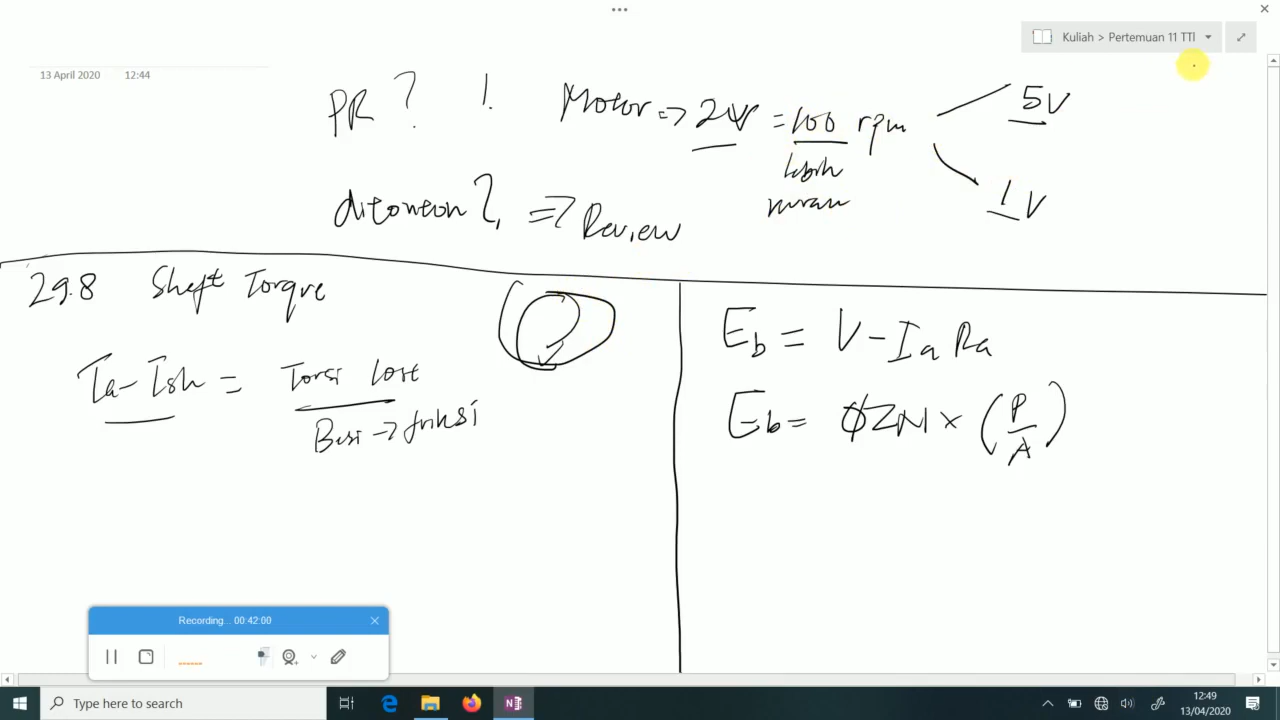 Kuliah > Pertemuan 11 TTI
13 April 2020 12:44
PR ? ! Motor => 2V = 100 rpm
5V
1V
lebih
ditonton ? => Review
29.8 Shaft Torque
Ta - Tsh = Torsi Lost
Besi -> friksi
Eb = V - Ia Ra
Eb = ΦZN x (P/A)
Recording... 00:42:00
Type here to search
12:49
13/04/2020